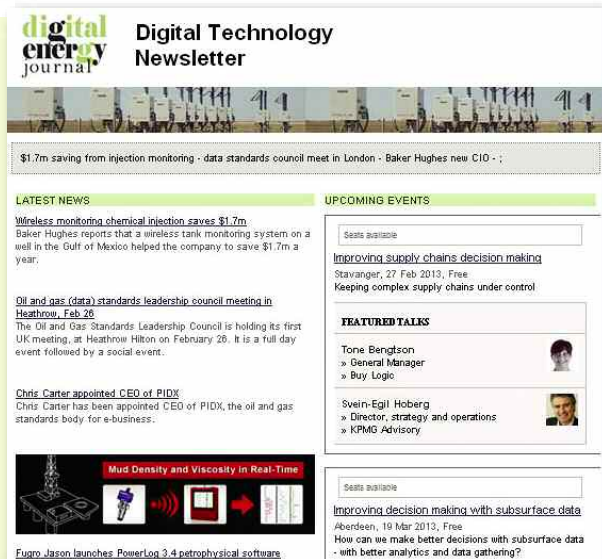 digital
energy
journal
Digital Technology
Newsletter
$1.7m saving from injection monitoring - data standards council meet in London - Baker Hughes new CIO - ;
LATEST NEWS
Wireless monitoring chemical injection saves $1.7m
Baker Hughes reports that a wireless tank monitoring system on a
well in the Gulf of Mexico helped the company to save $1.7m a
year.
Oil and gas (data) standards leadership council meeting in
Heathrow, Feb 26
The Oil and Gas Standards Leadership Council is holding its first
UK meeting, at Heathrow Hilton on February 26. It is a full day
event followed by a social event.
Chris Carter appointed CEO of PIDX
Chris Carter has been appointed CEO of PIDX, the oil and gas
standards body for e-business.
Mud Density and Viscosity in Real-Time
Fugro Jason launches PowerLog 3.4 petrophysical software
UPCOMING EVENTS
Seats available
Improving supply chains decision making
Stavanger, 27 Feb 2013, Free
Keeping complex supply chains under control
FEATURED TALKS
Tone Bengtson
» General Manager
» Buy Logic
Svein-Egil Hoberg
» Director, strategy and operations
» KPMG Advisory
Seats available
Improving decision making with subsurface data
Aberdeen, 19 Mar 2013, Free
How can we make better decisions with subsurface data
- with better analytics and data gathering?